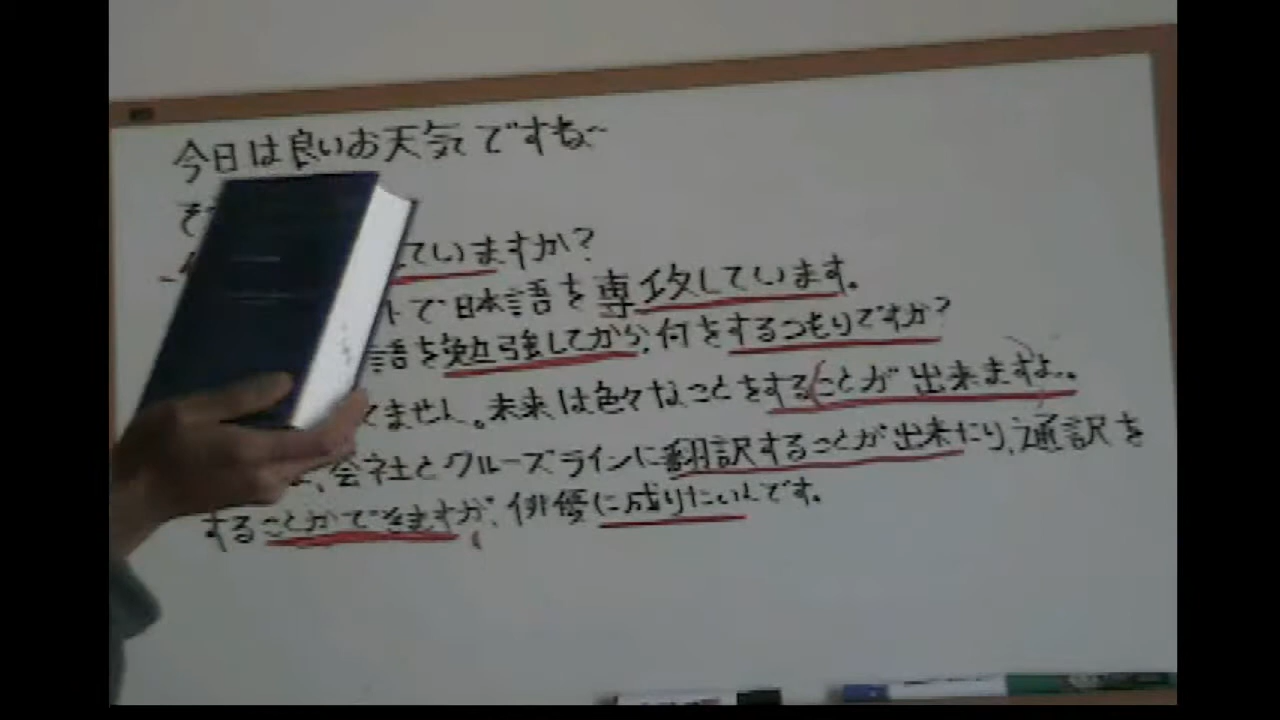 今日は良いお天気ですね~
そ
ていますか?
トで日本語を専攻しています。
語を勉強してから、何をするつもりですか?
てません。未来は色々なことをすることが出来ますよ。
会社とクルーズラインに翻訳することが出来たり、通訳を
することができますが、俳優に成りたいんです。